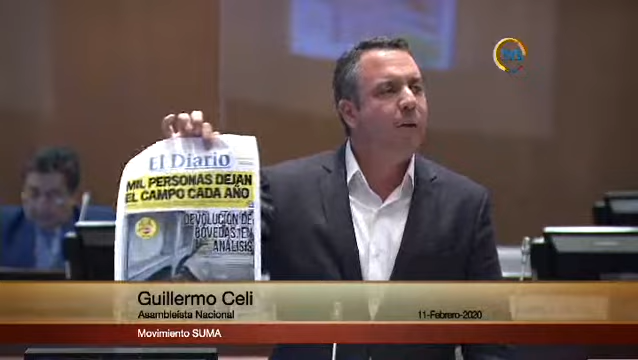 El Diario
MIL PERSONAS DEJAN
EL CAMPO CADA AÑO
DEVOLUCIÓN DE
BÓVEDAS, EN
ANÁLISIS
Guillermo Celi
Asambleísta Nacional
11-Febrero-2020
Movimiento SUMA